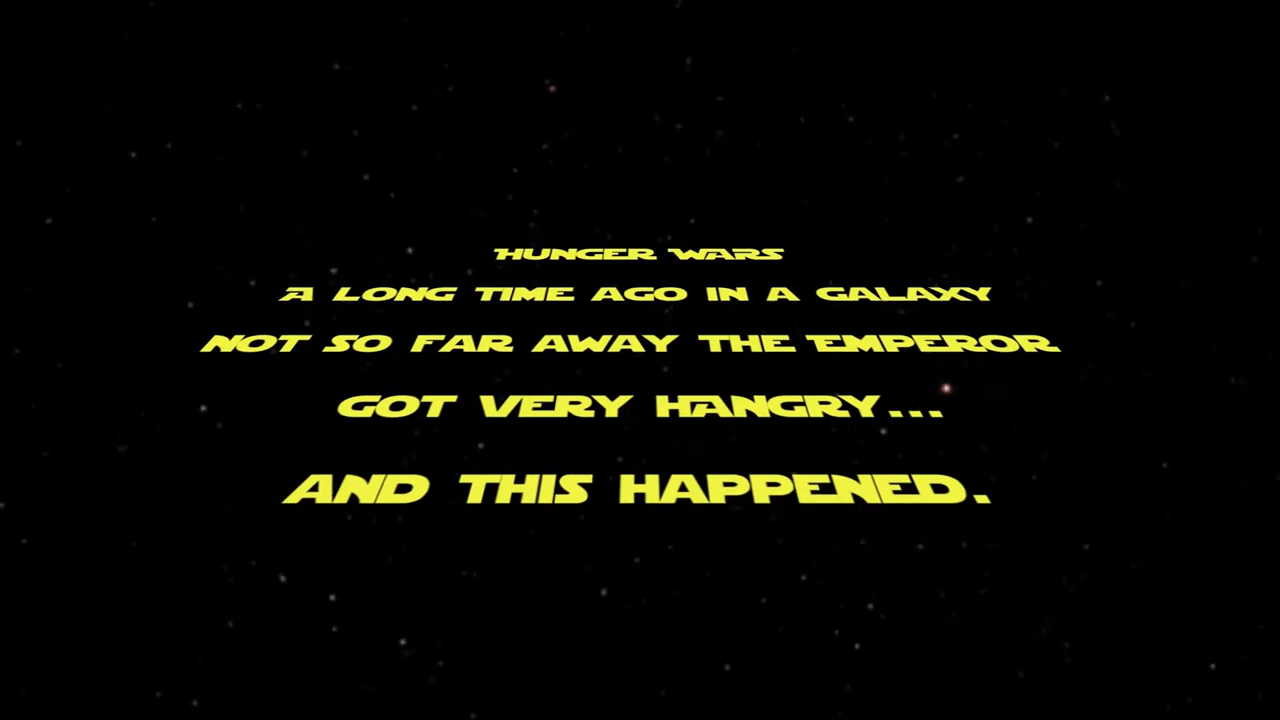 HUNGER WARS
A LONG TIME AGO IN A GALAXY
NOT SO FAR AWAY THE EMPEROR
GOT VERY HANGRY...
AND THIS HAPPENED.